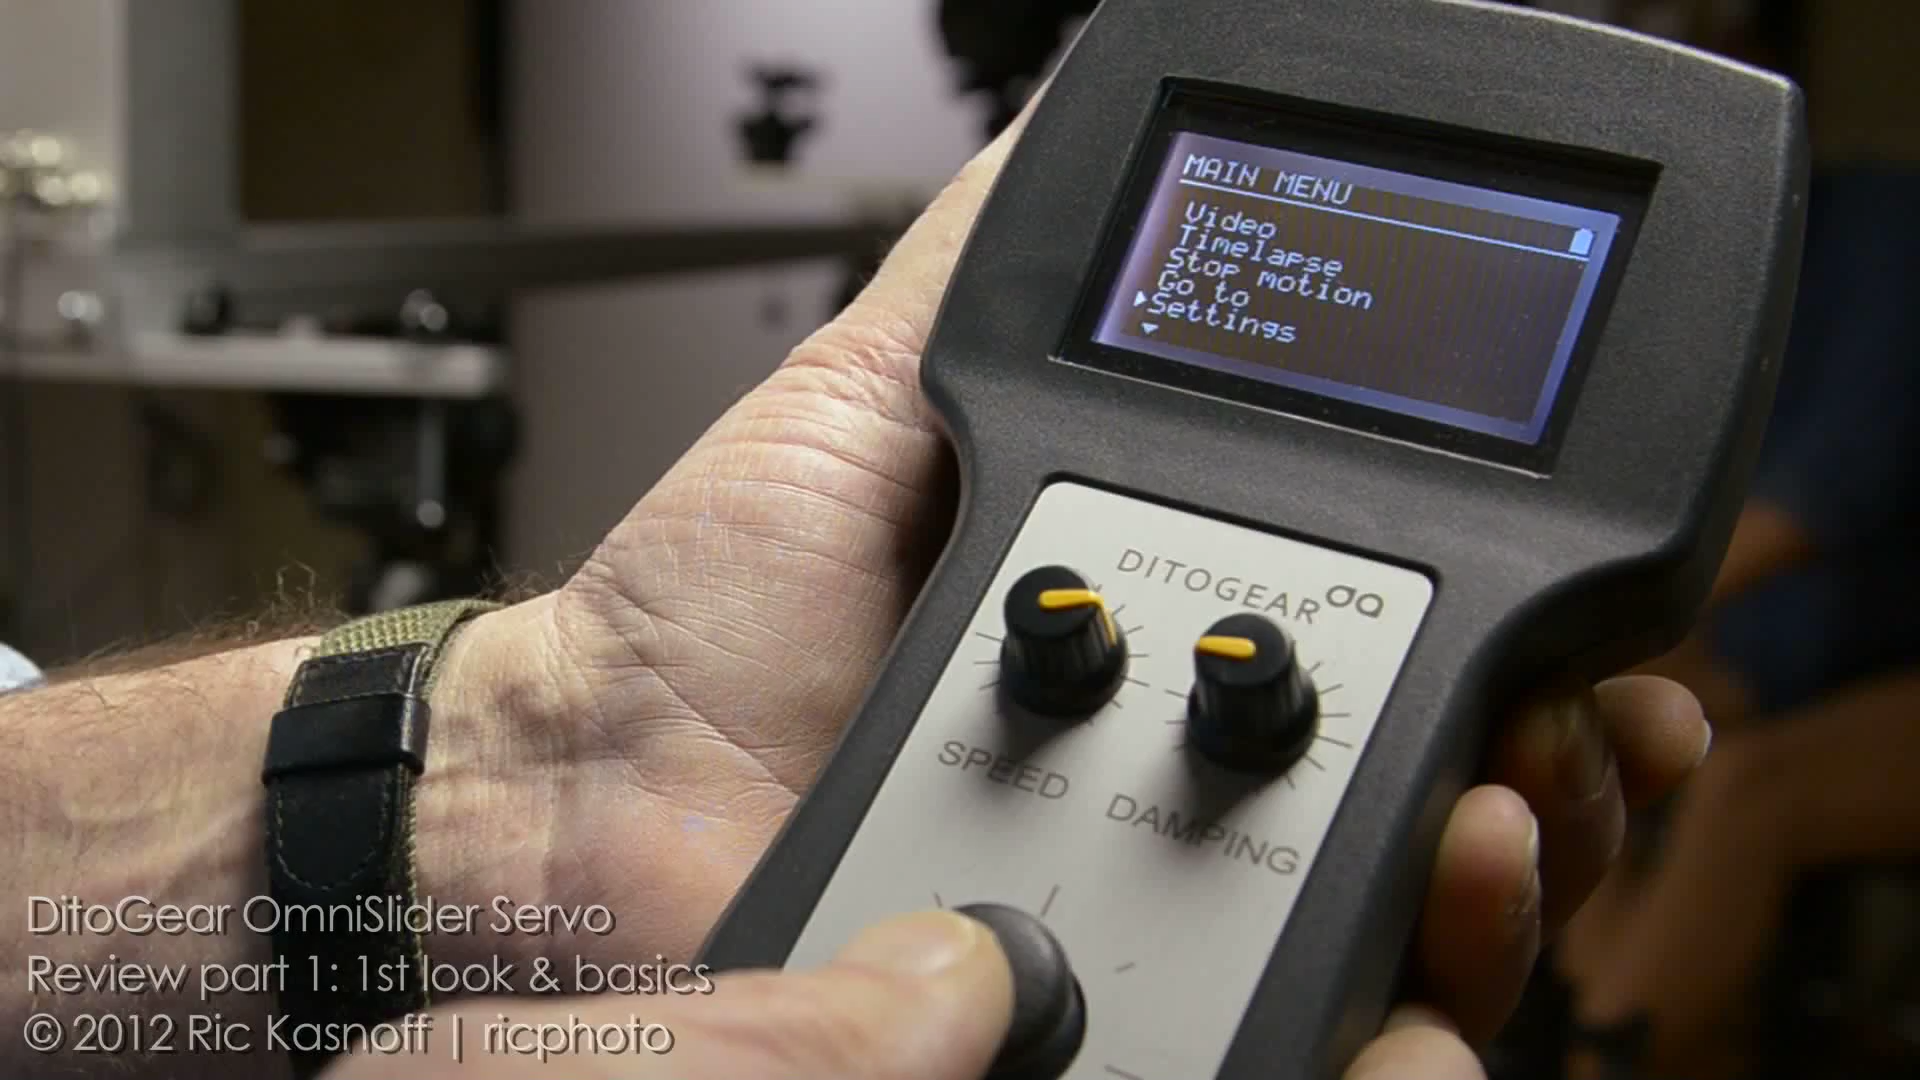 MAIN MENU
Video
Timelapse
Stop motion
Go to
Settings
DITOGEAR
SPEED
DAMPING
DitoGear OmniSlider Servo
Review part 1: 1st look & basics
© 2012 Ric Kasnoff | ricphoto